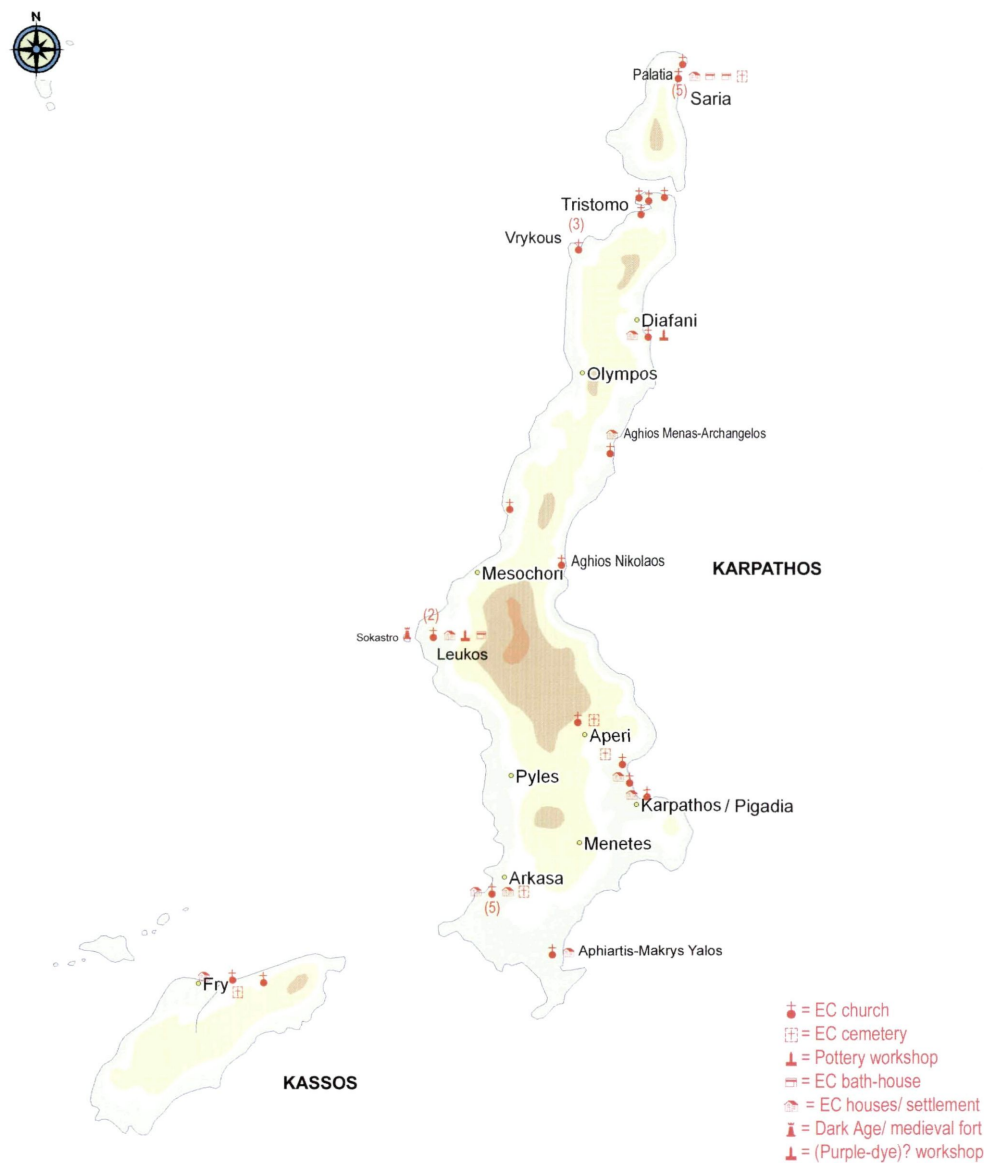 N
Palatia
(5)
Saria
Tristomo
(3)
Vrykous
Diafani
Olympos
Aghios Menas-Archangelos
Aghios Nikolaos
KARPATHOS
Mesochori
(2)
Sokastro
Leukos
Aperi
Pyles
Karpathos / Pigadia
Menetes
Arkasa
(5)
Aphiartis-Makrys Yalos
Fry
KASSOS
= EC church
= EC cemetery
= Pottery workshop
= EC bath-house
= EC houses/ settlement
= Dark Age/ medieval fort
= (Purple-dye)? workshop